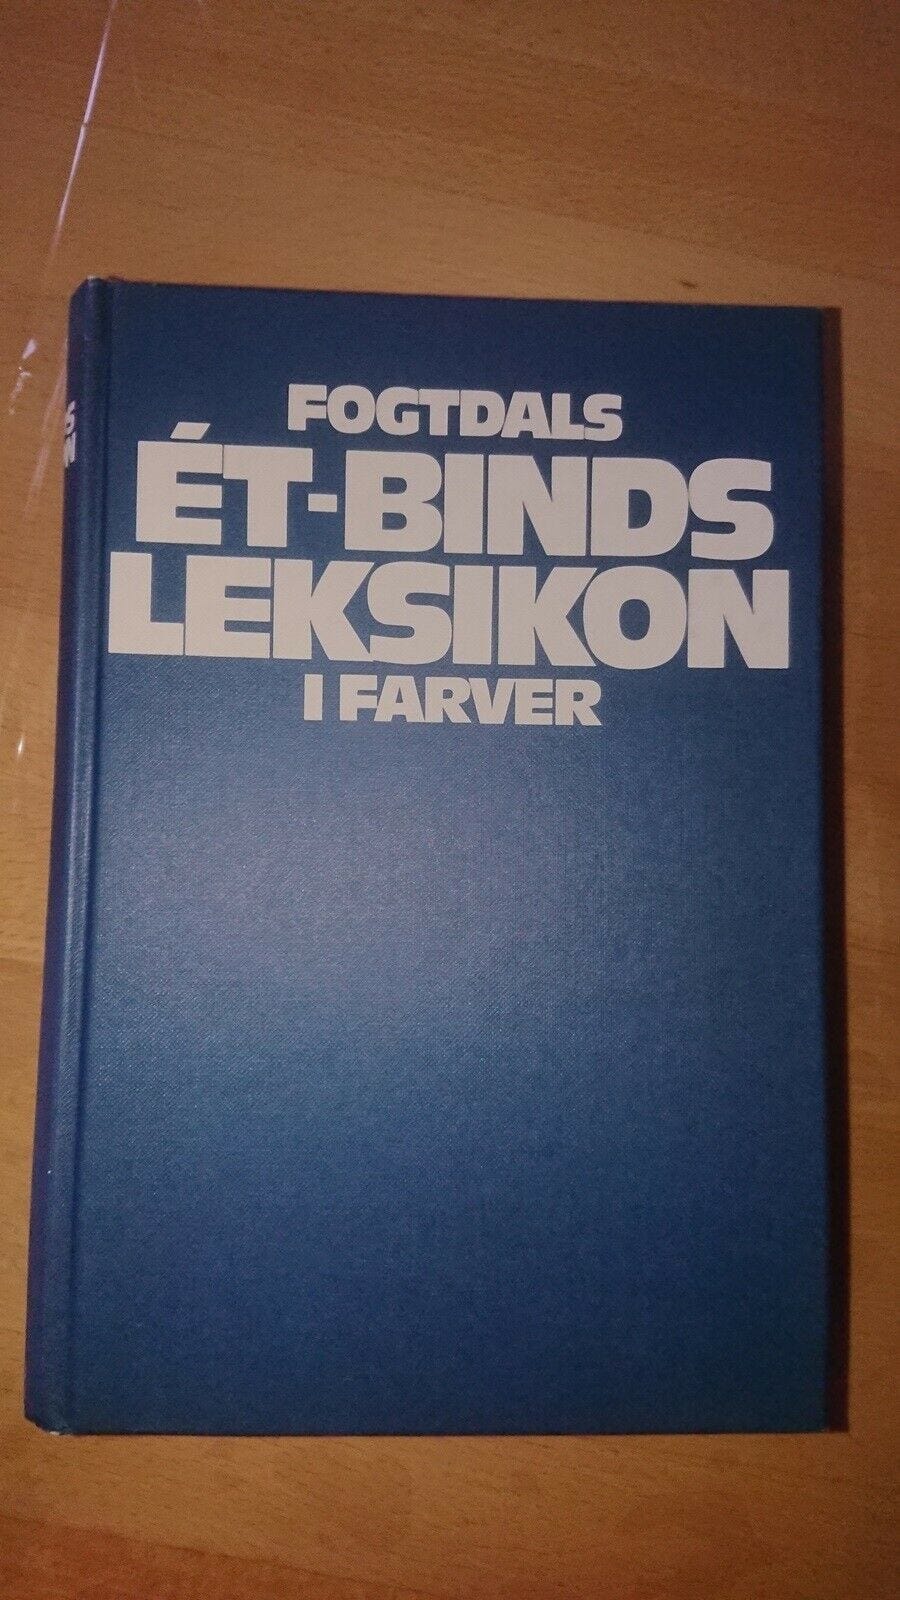 FOGTDALS
ÉT-BINDS
LEKSIKON
I FARVER